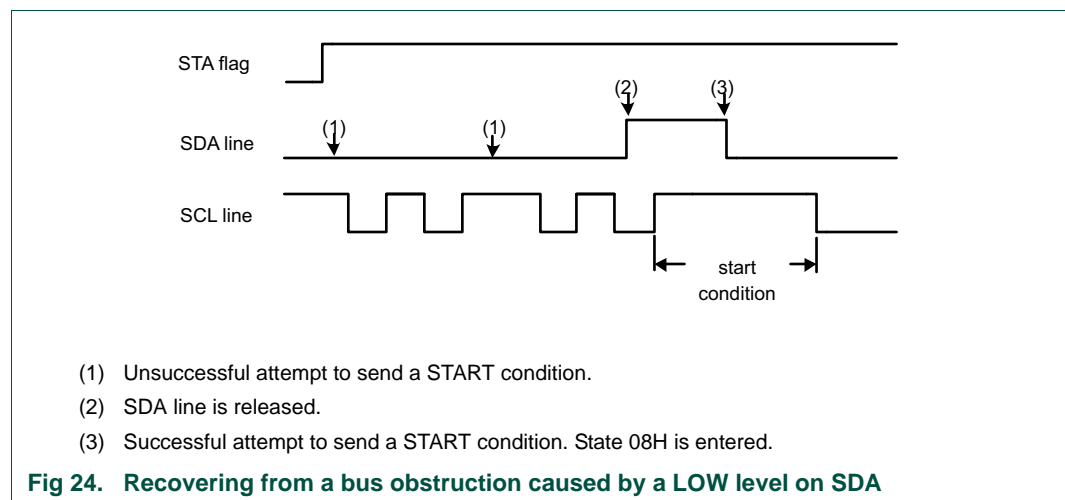 STA flag
(2)
(3)
(1)
(1)
SDA line
SCL line
start
condition
(1) Unsuccessful attempt to send a START condition.
(2) SDA line is released.
(3) Successful attempt to send a START condition. State 08H is entered.
Fig 24. Recovering from a bus obstruction caused by a LOW level on SDA